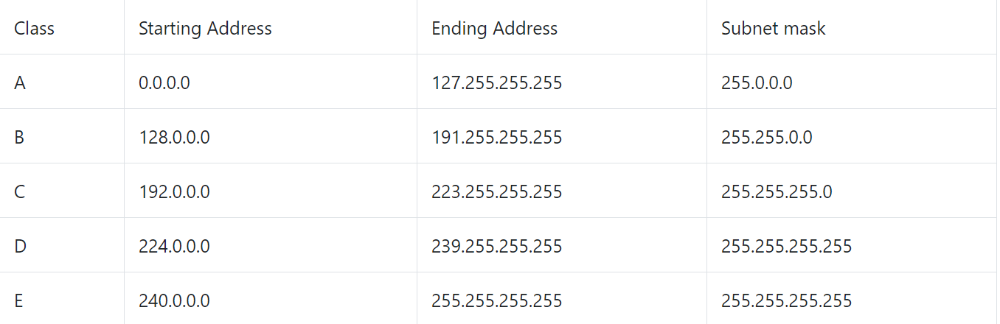 Class Starting Address Ending Address Subnet mask
A 0.0.0.0 127.255.255.255 255.0.0.0
B 128.0.0.0 191.255.255.255 255.255.0.0
C 192.0.0.0 223.255.255.255 255.255.255.0
D 224.0.0.0 239.255.255.255 255.255.255.255
E 240.0.0.0 255.255.255.255 255.255.255.255